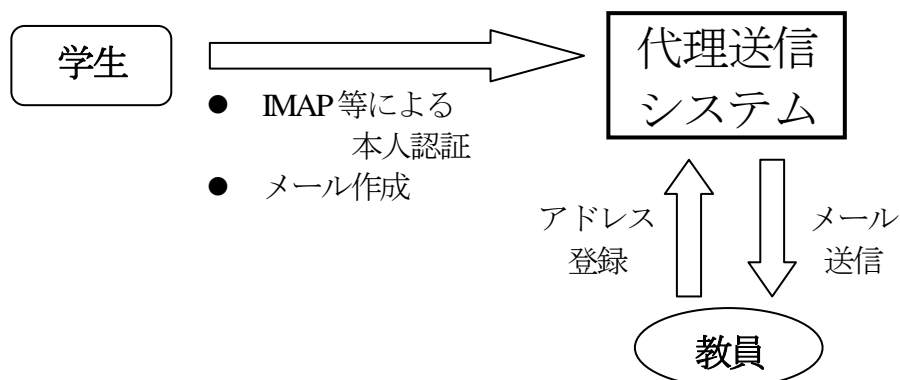 学生
代理送信
システム
● IMAP等による
本人認証
● メール作成
アドレス
登録
メール
送信
教員